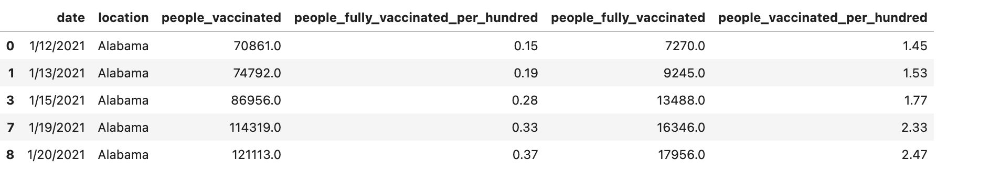 date location people_vaccinated people_fully_vaccinated_per_hundred people_fully_vaccinated people_vaccinated_per_hundred
0 1/12/2021 Alabama 70861.0 0.15 7270.0 1.45
1 1/13/2021 Alabama 74792.0 0.19 9245.0 1.53
3 1/15/2021 Alabama 86956.0 0.28 13488.0 1.77
7 1/19/2021 Alabama 114319.0 0.33 16346.0 2.33
8 1/20/2021 Alabama 121113.0 0.37 17956.0 2.47